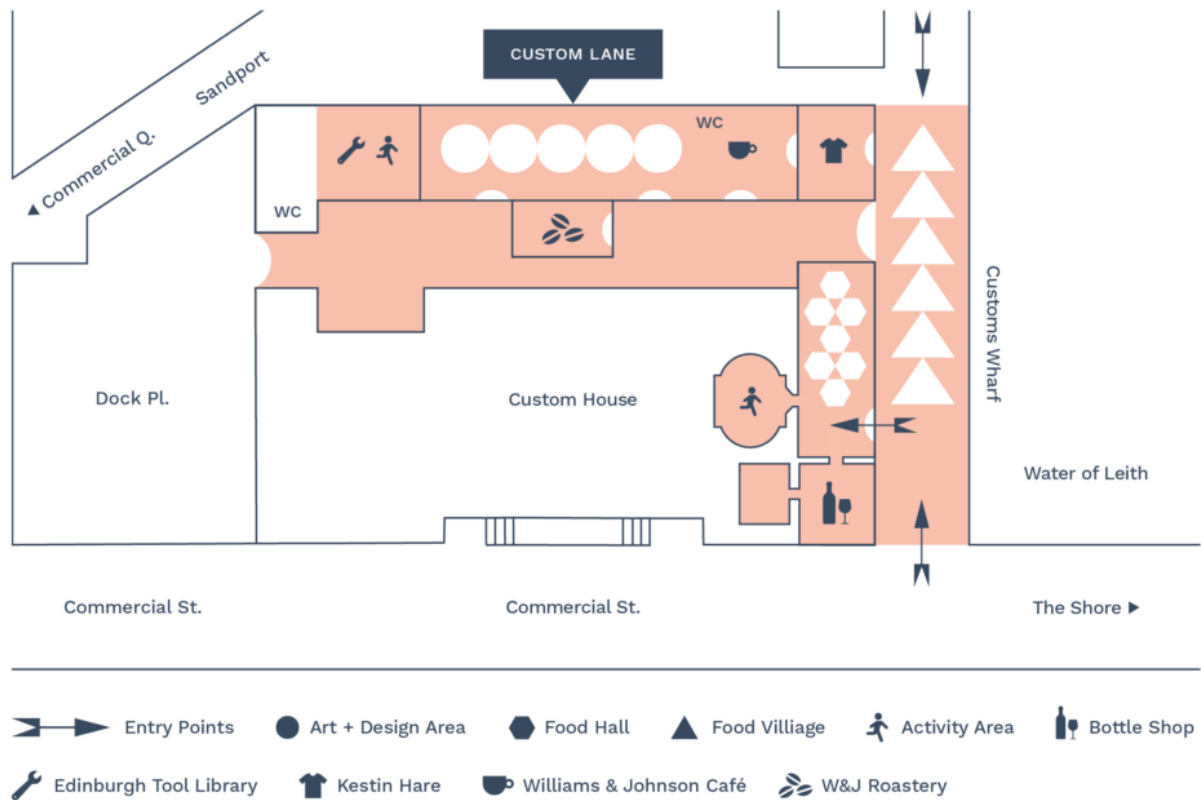 CUSTOM LANE
Sandport
Commercial Q.
WC
WC
Customs Wharf
Dock Pl.
Custom House
Water of Leith
Commercial St.
Commercial St.
The Shore
Entry Points
Art + Design Area
Food Hall
Food Villiage
Activity Area
Bottle Shop
Edinburgh Tool Library
Kestin Hare
Williams & Johnson Café
W&J Roastery